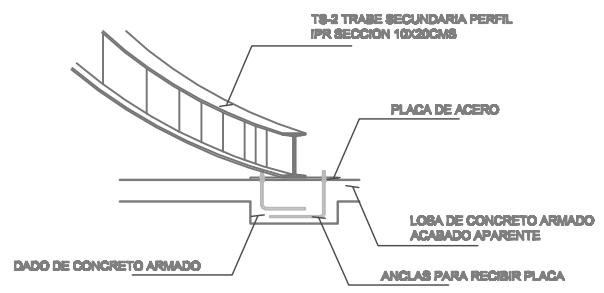 TS-2 TRABE SECUNDARIA PERFIL
IPR SECCION 10X20CMS
PLACA DE ACERO
LOSA DE CONCRETO ARMADO
ACABADO APARENTE
DADO DE CONCRETO ARMADO
ANCLAS PARA RECIBIR PLACA